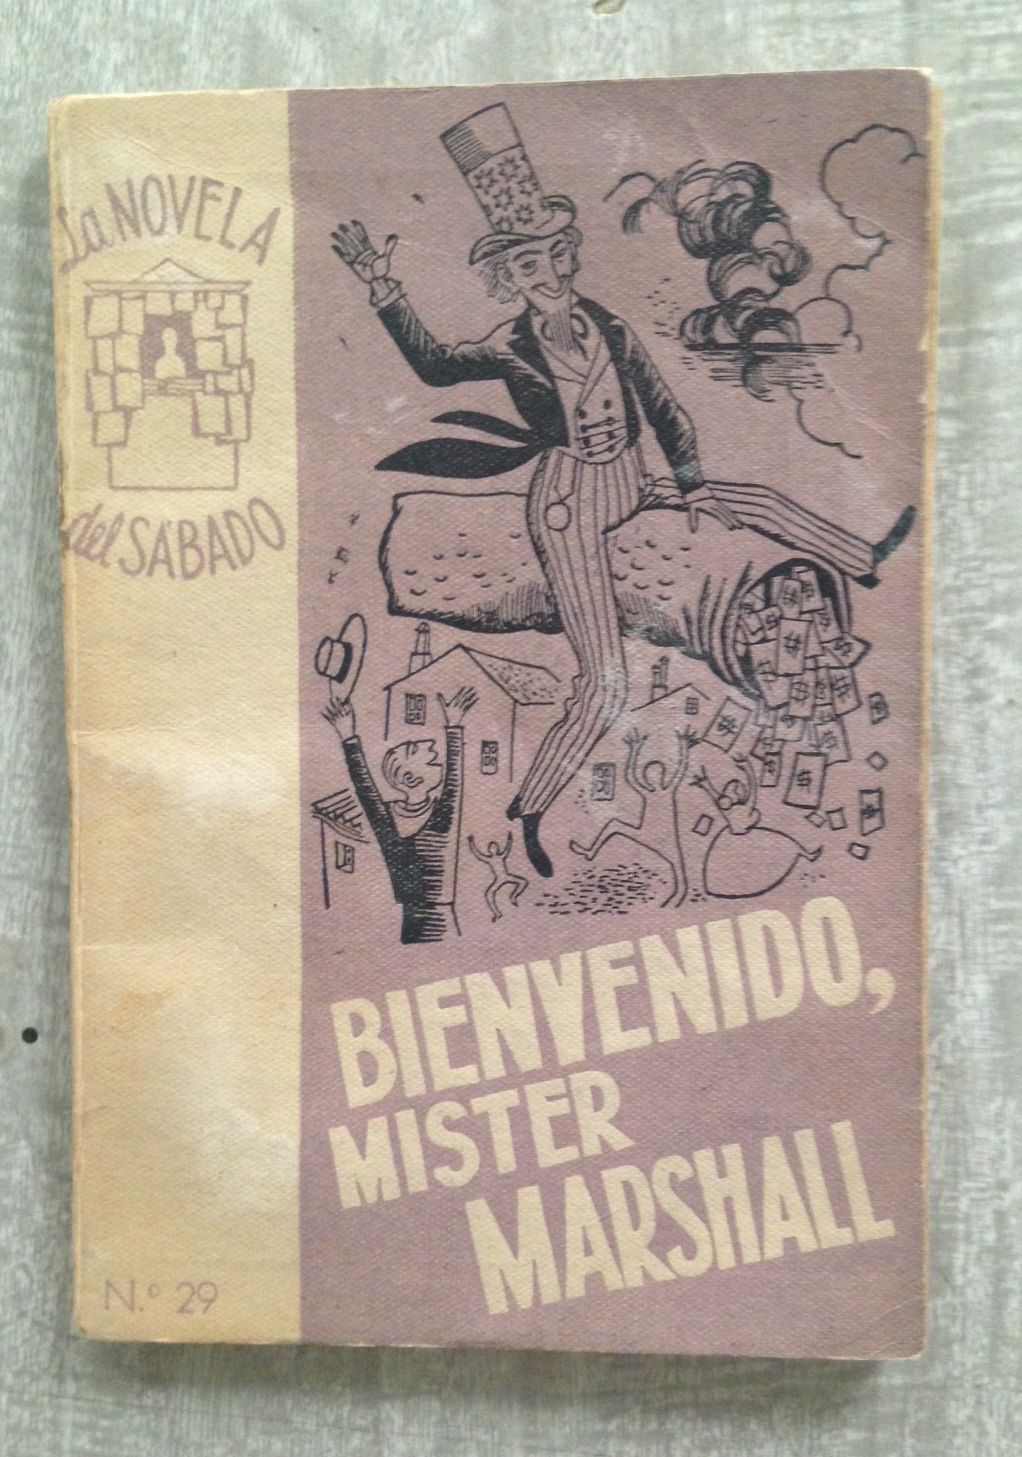 La NOVELA
del SÁBADO
BIENVENIDO,
MISTER
MARSHALL
N.º 29